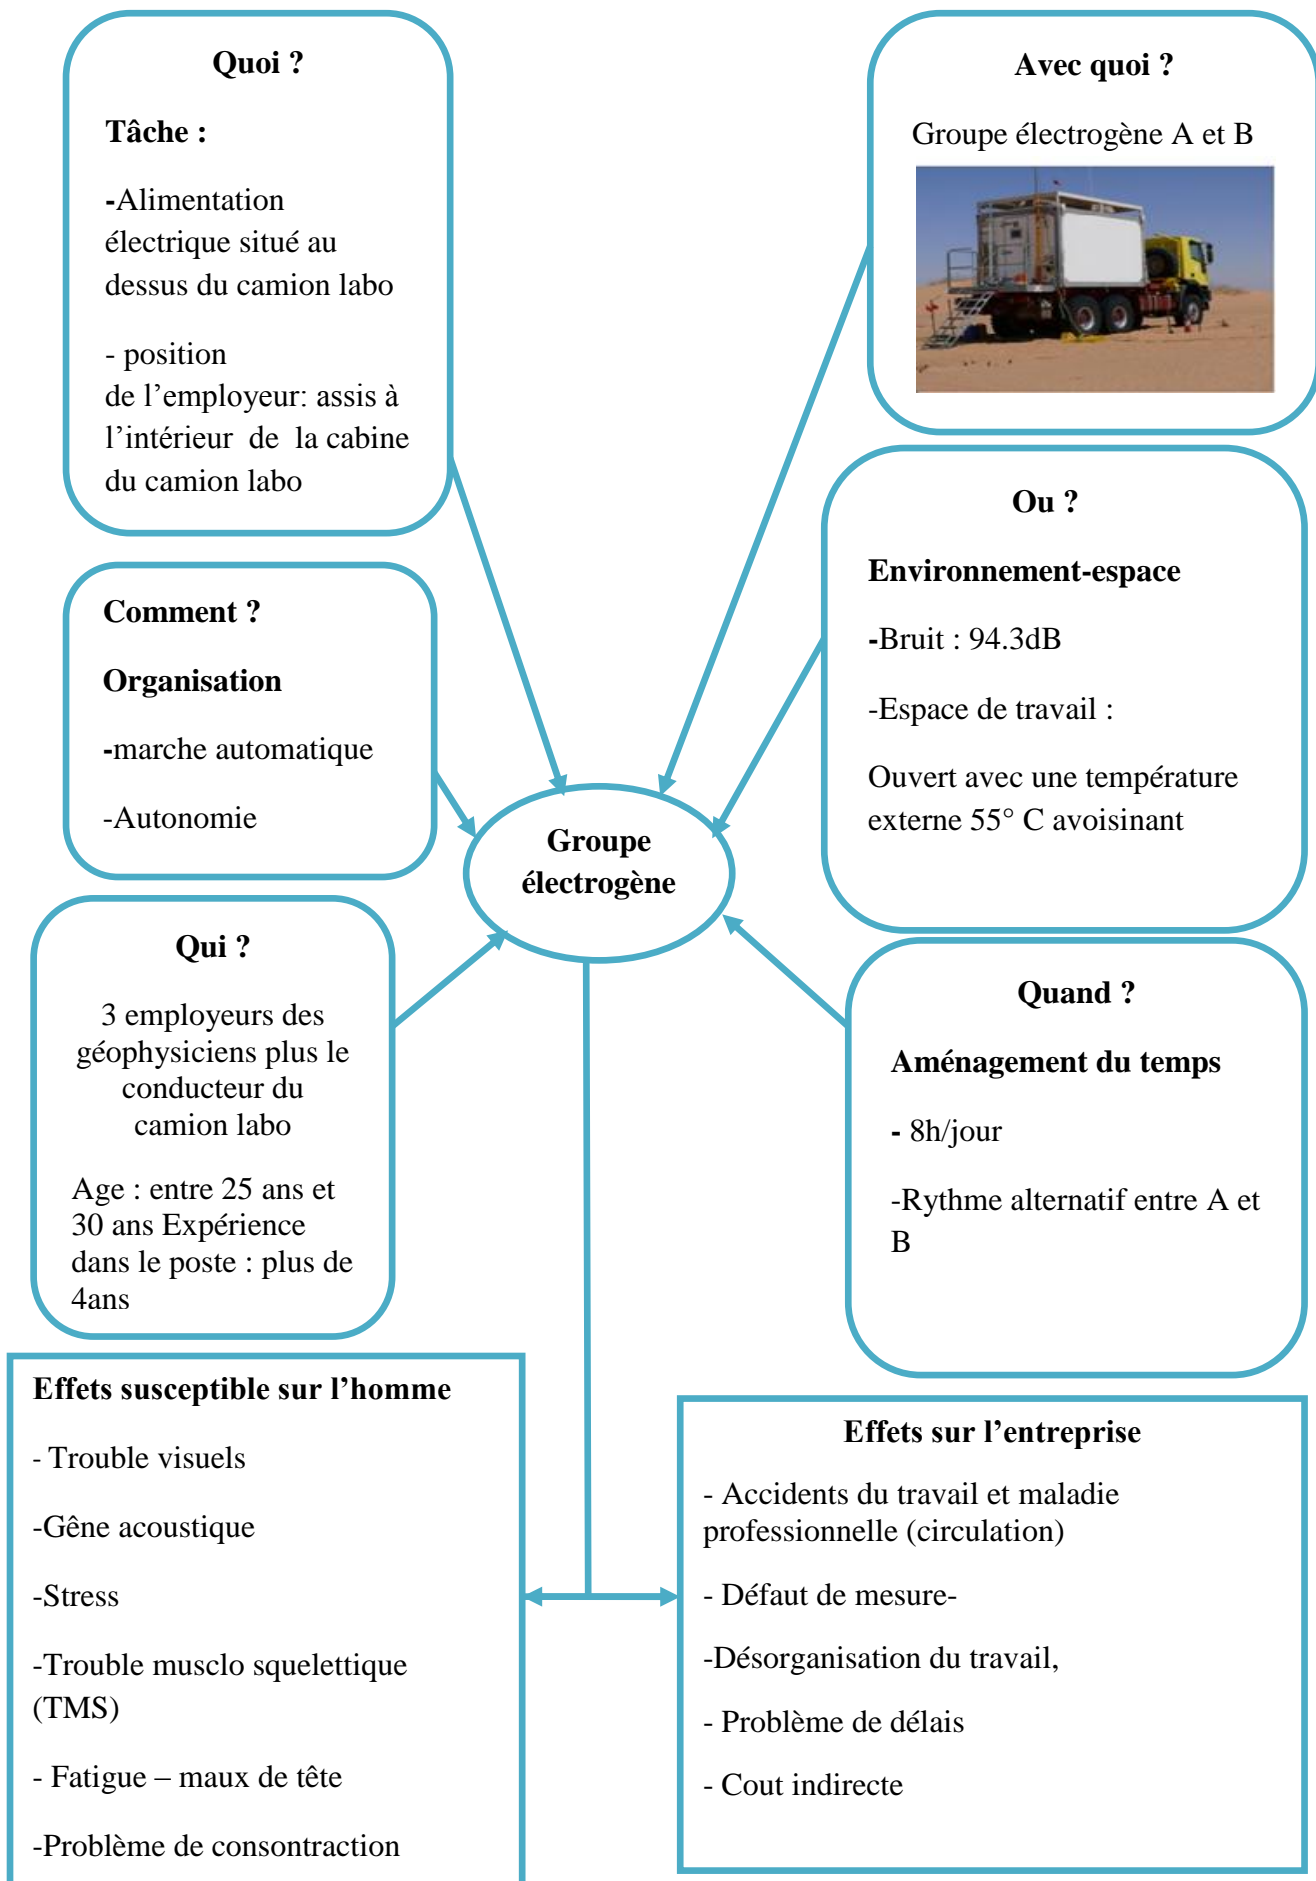 Quoi ?
Tâche :
-Alimentation
électrique situé au
dessus du camion labo
- position
de l’employeur: assis à
l’intérieur de la cabine
du camion labo
Avec quoi ?
Groupe électrogène A et B
Comment ?
Organisation
-marche automatique
-Autonomie
Ou ?
Environnement-espace
-Bruit : 94.3dB
-Espace de travail :
Ouvert avec une température
externe 55° C avoisinant
Groupe
électrogène
Qui ?
3 employeurs des
géophysiciens plus le
conducteur du
camion labo
Age : entre 25 ans et
30 ans Expérience
dans le poste : plus de
4ans
Quand ?
Aménagement du temps
- 8h/jour
-Rythme alternatif entre A et
B
Effets susceptible sur l’homme
- Trouble visuels
-Gêne acoustique
-Stress
-Trouble musclo squelettique
(TMS)
- Fatigue – maux de tête
-Problème de consontraction
Effets sur l’entreprise
- Accidents du travail et maladie
professionnelle (circulation)
- Défaut de mesure-
-Désorganisation du travail,
- Problème de délais
- Cout indirecte